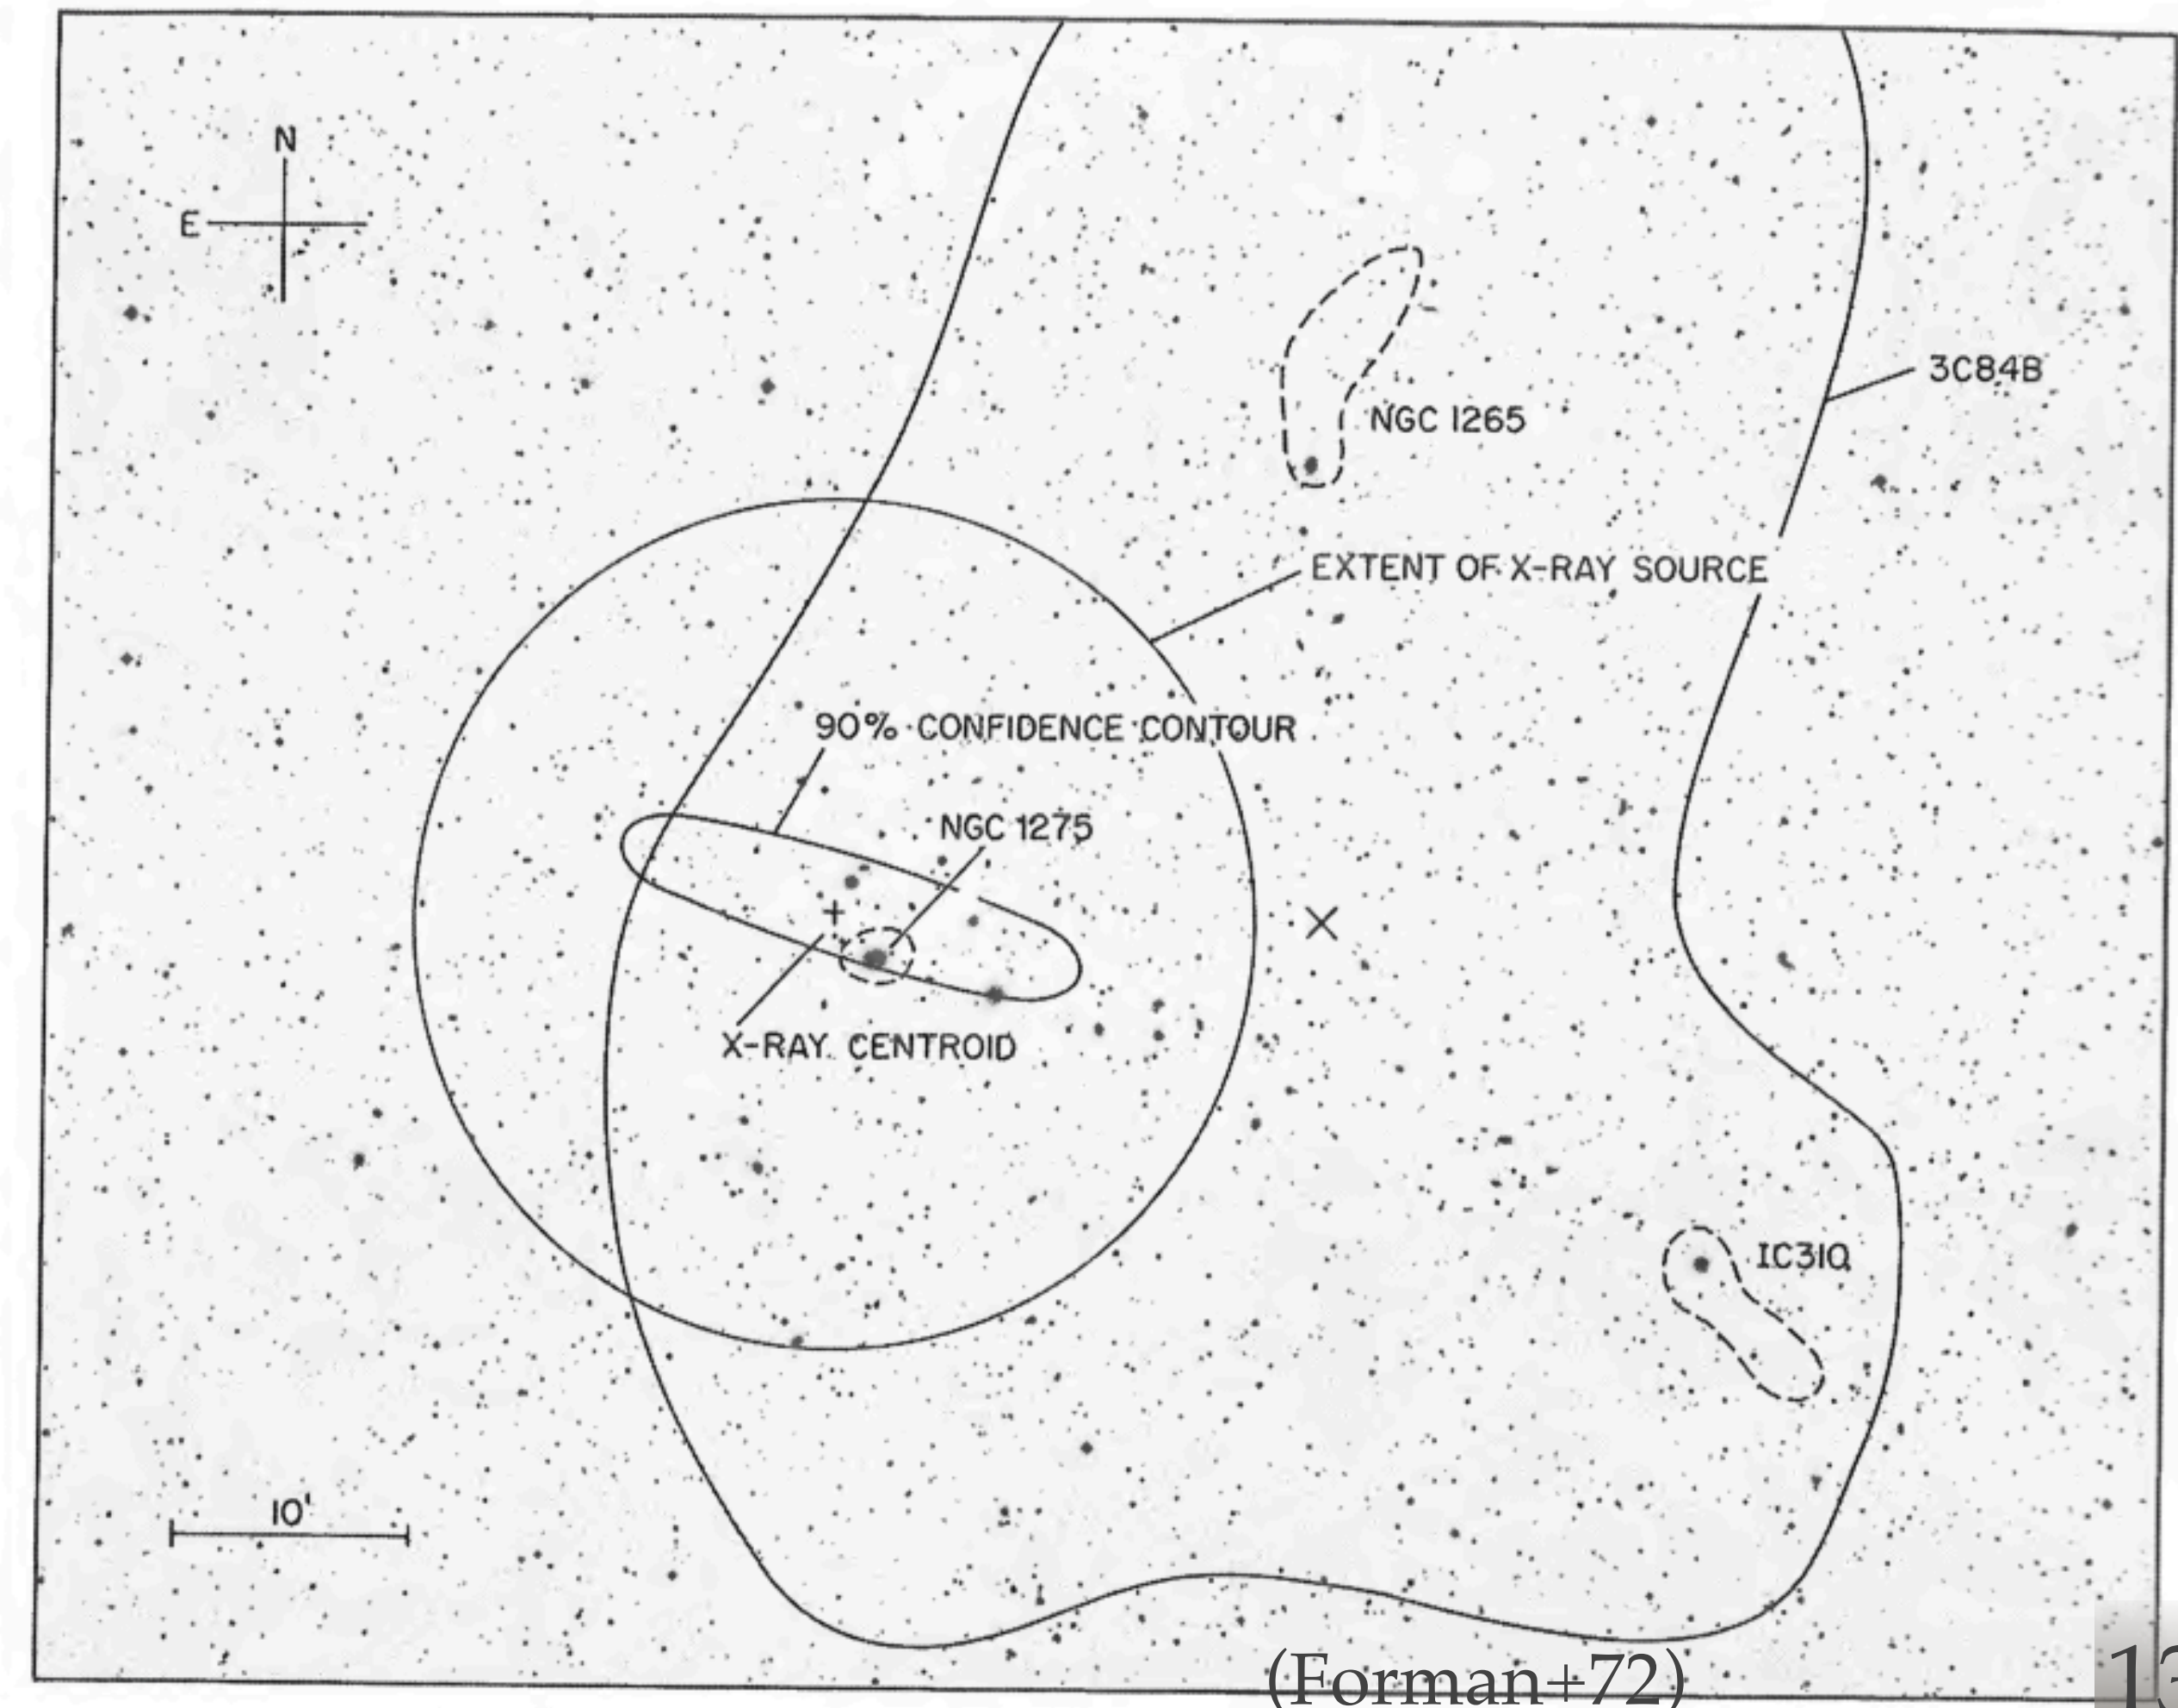 N
E
3C84B
NGC 1265
EXTENT OF X-RAY SOURCE
90% CONFIDENCE CONTOUR
NGC 1275
X-RAY CENTROID
IC310
10'
(Forman+72)